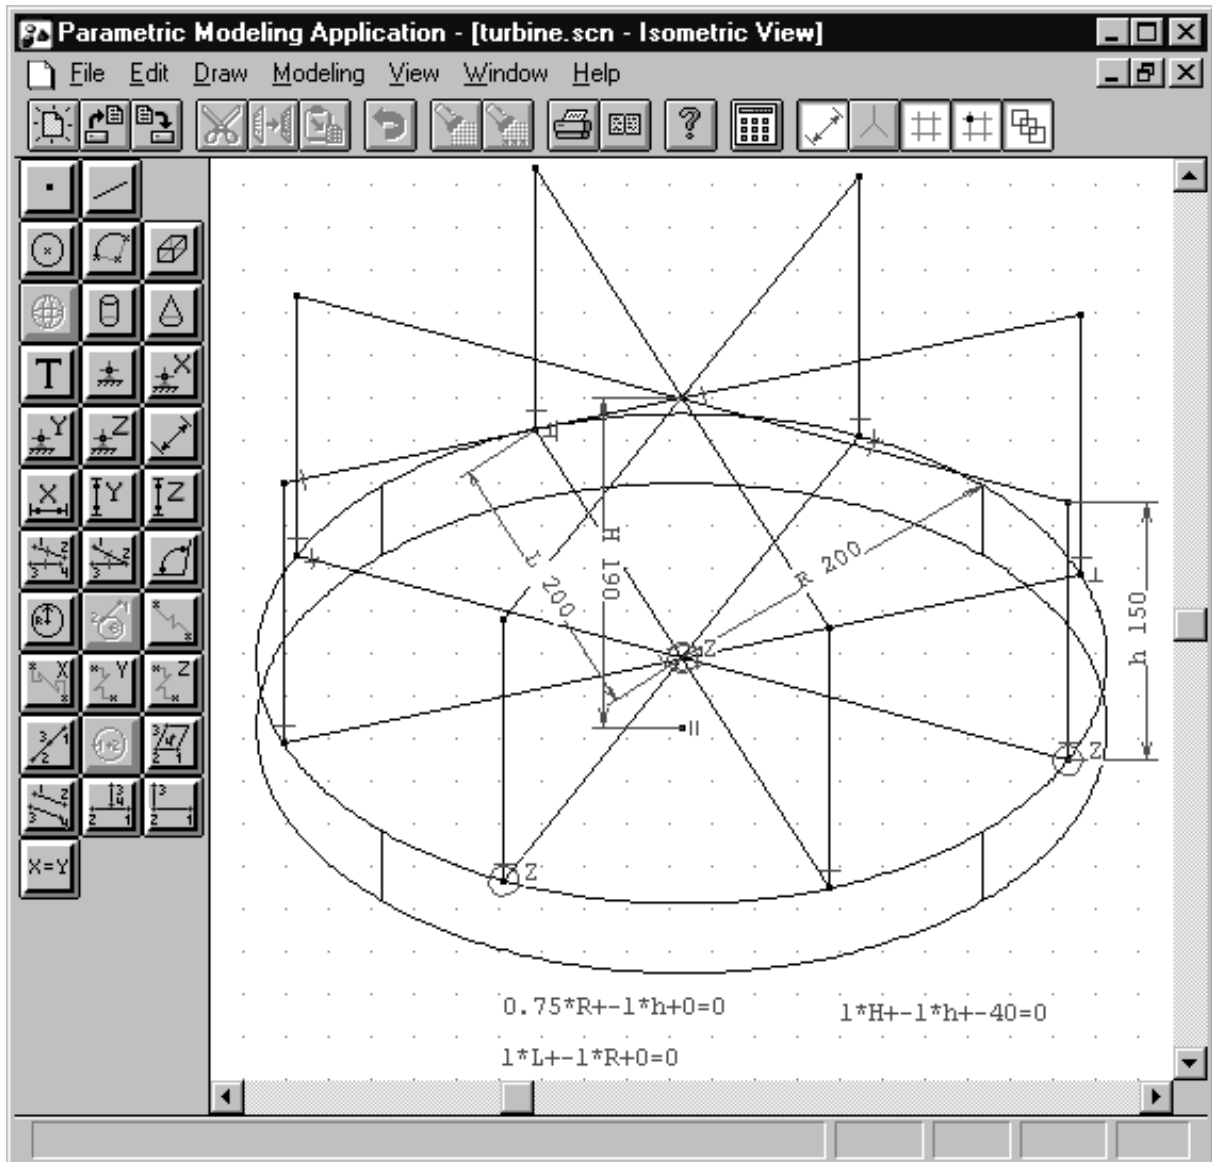 Parametric Modeling Application - [turbine.scn - Isometric View]
File Edit Draw Modeling View Window Help
?
T X
Y Z
X Y Z
R
X Y Z
X=Y
H 190
L 200
R 200
h 150
Z
Z
Z
0.75*R+-1*h+0=0
1*H+-1*h+-40=0
1*L+-1*R+0=0